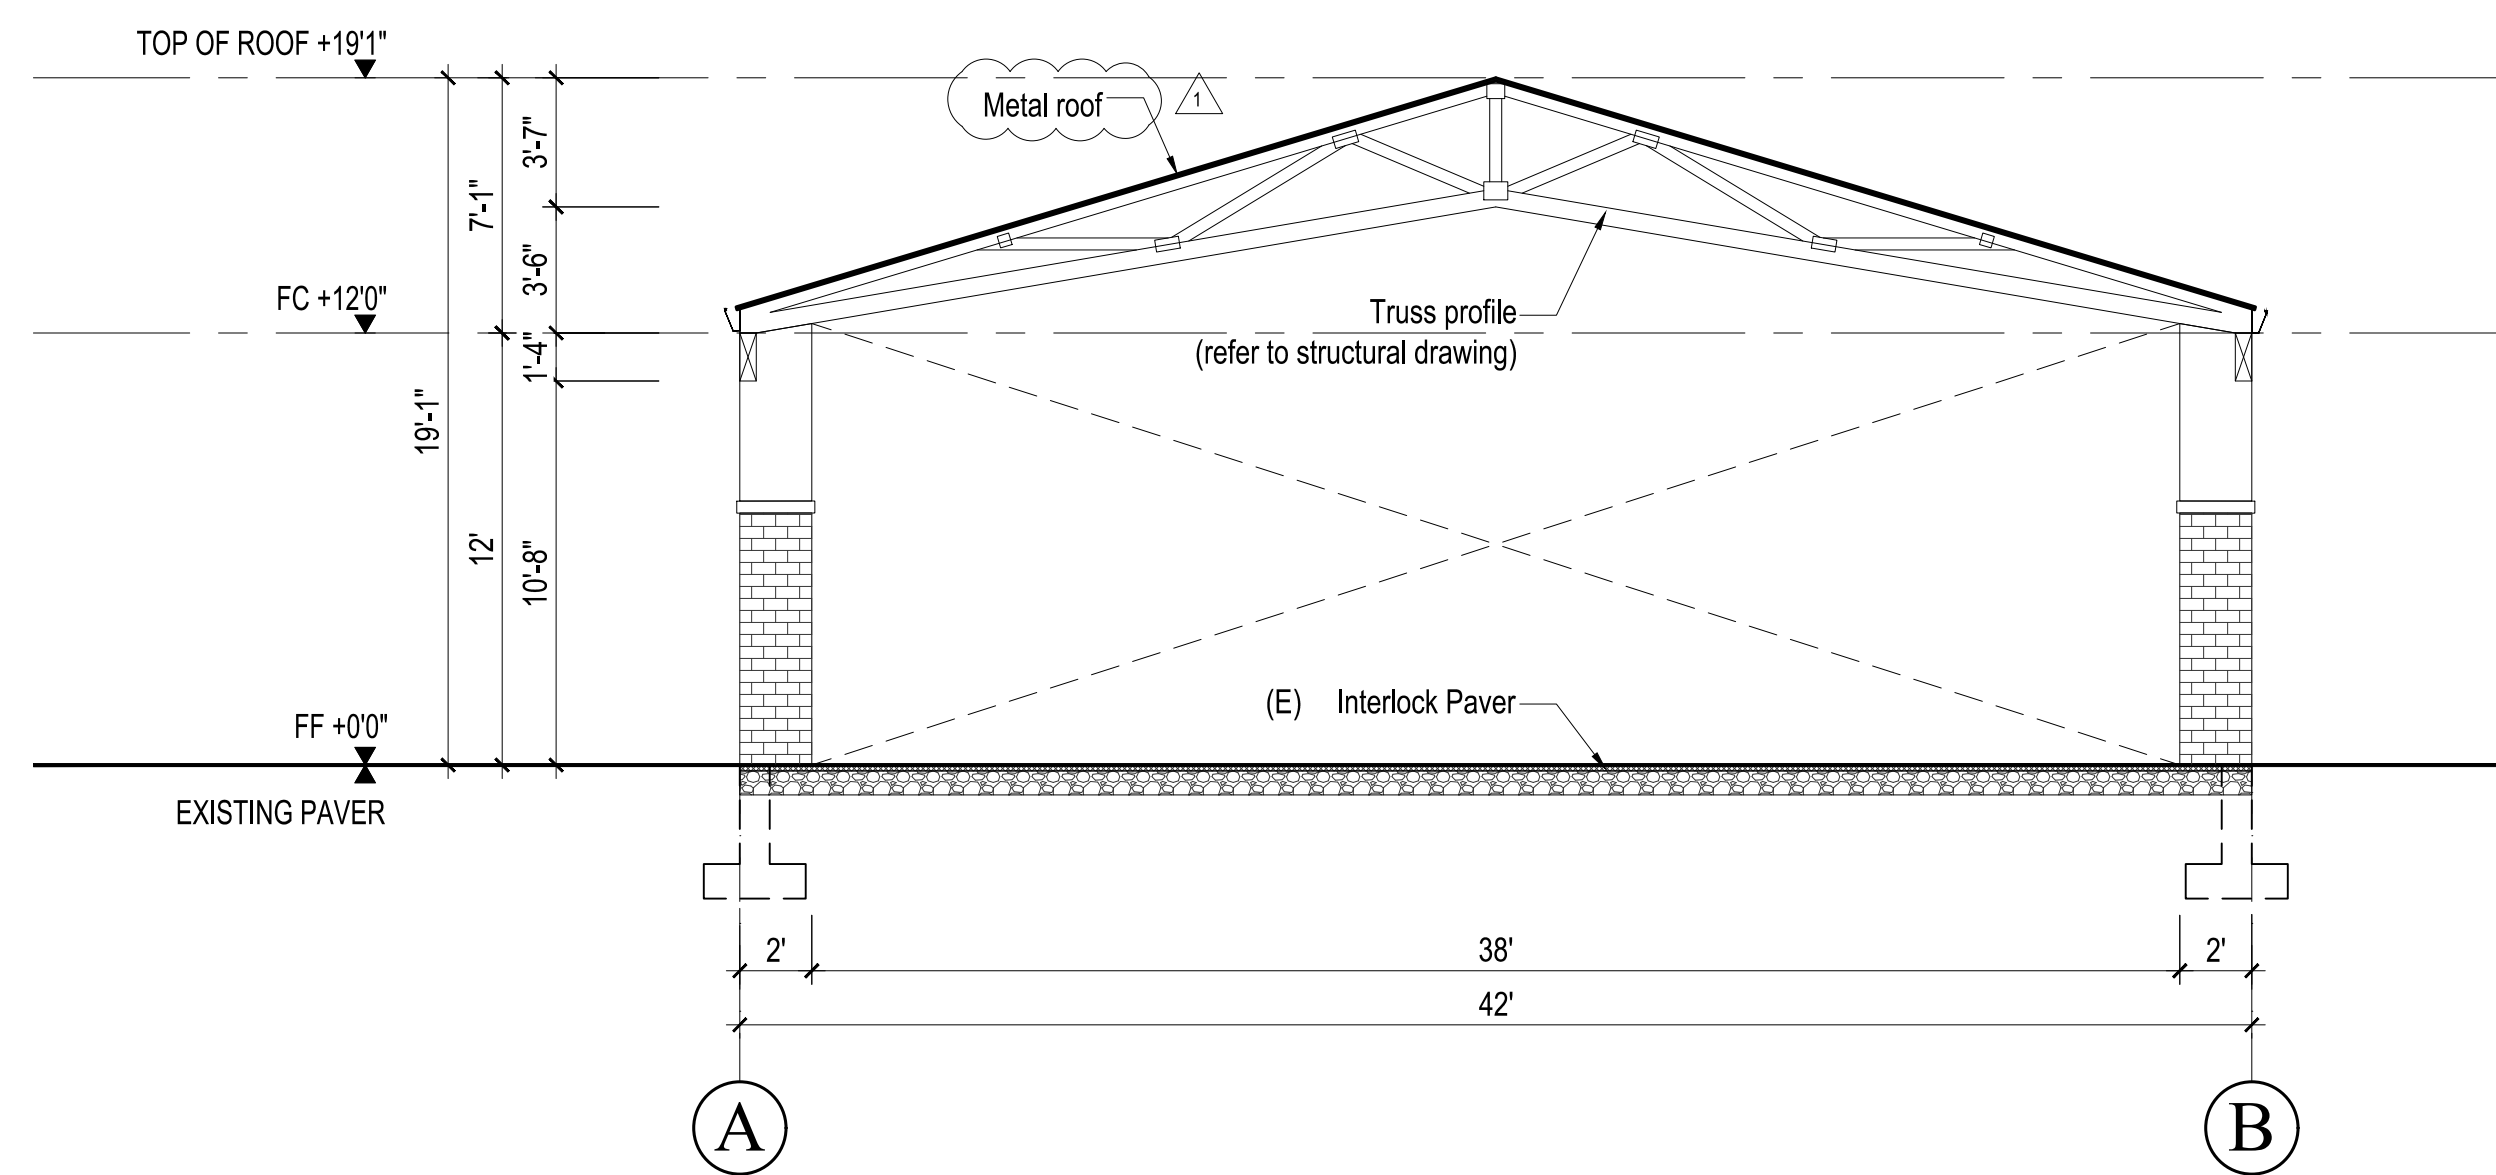 TOP OF ROOF +19'1"
Metal roof
1
3'-7"
7'-1"
3'-6"
FC +12'0"
Truss profile
(refer to structural drawing)
1'-4"
19'-1"
12'
10'-8"
(E) Interlock Paver
FF +0'0"
EXISTING PAVER
2'
38'
2'
42'
A
B